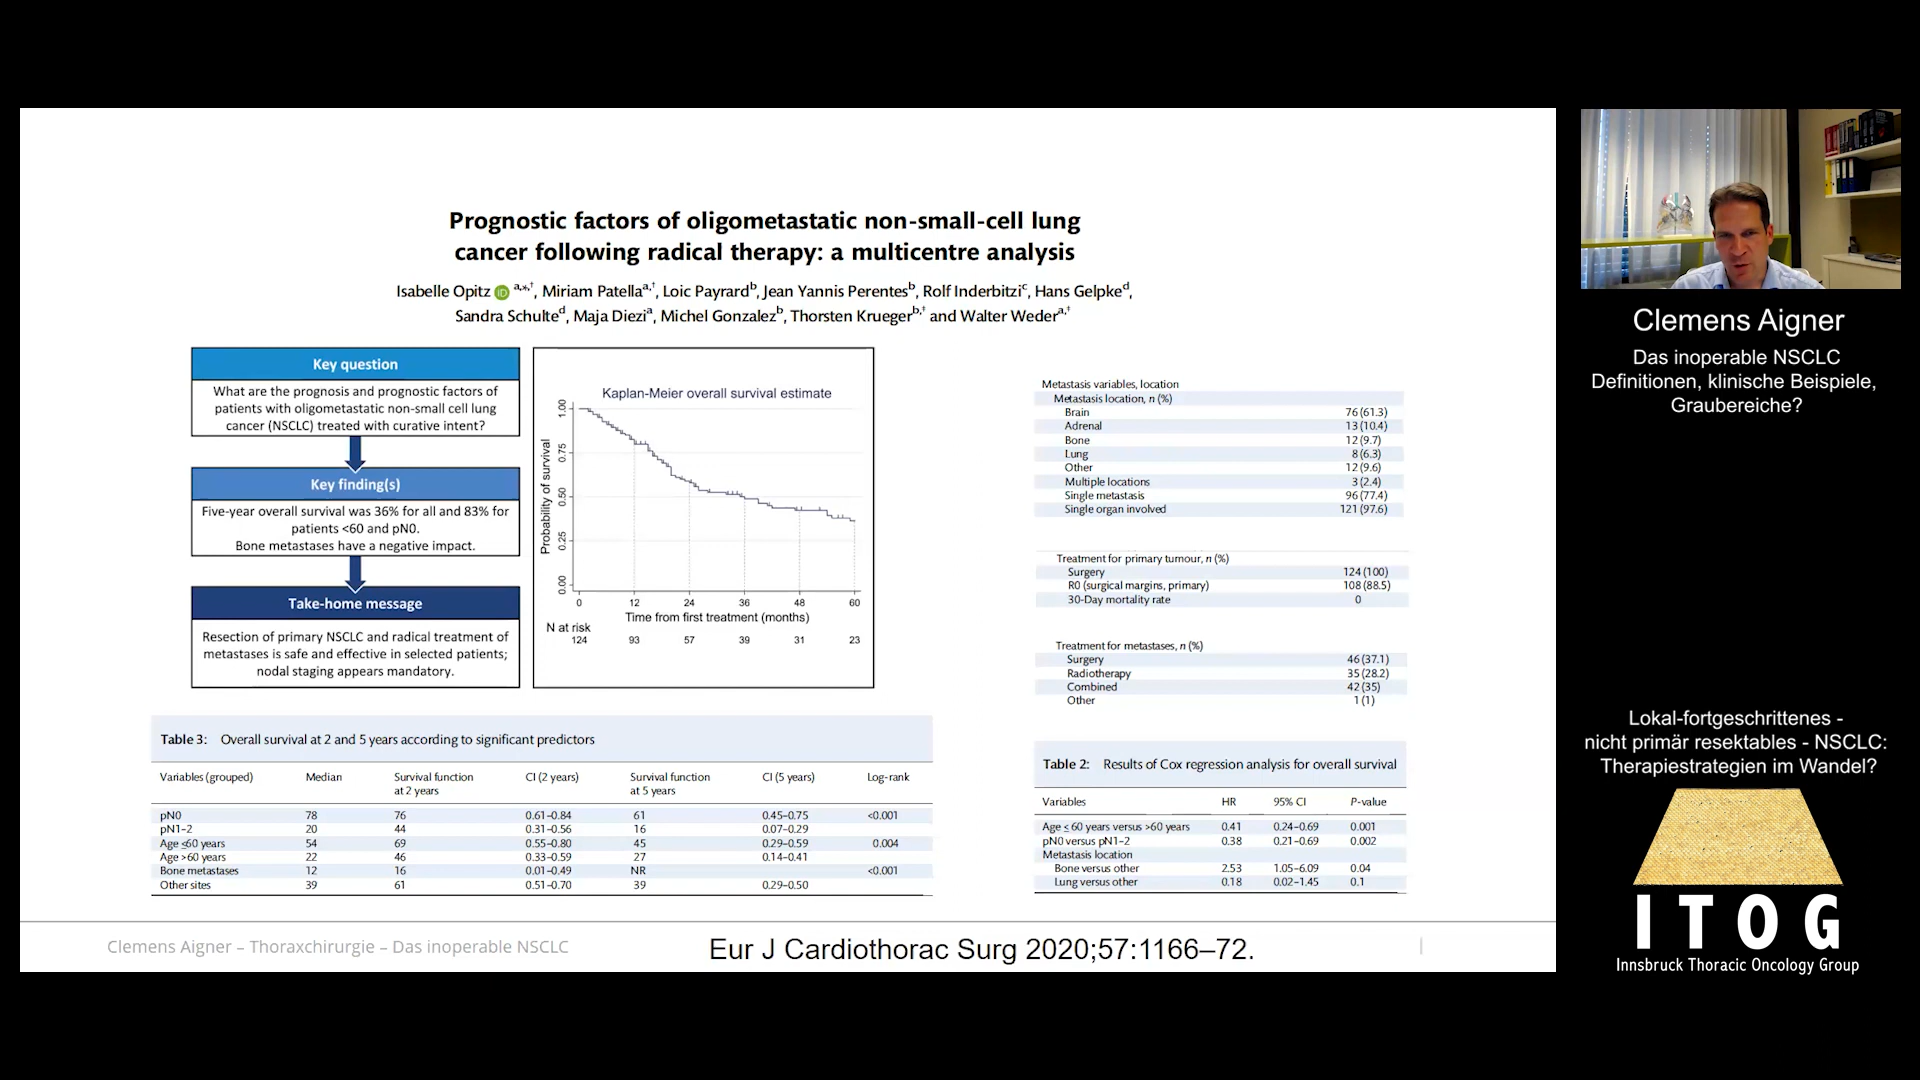 Prognostic factors of oligometastatic non-small-cell lung
cancer following radical therapy: a multicentre analysis
Isabelle Opitz iD a,*,†, Miriam Patella a,†, Loic Payrard b, Jean Yannis Perentes b, Rolf Inderbitzi c, Hans Gelpke d,
Sandra Schulte d, Maja Diezi a, Michel Gonzalez b, Thorsten Krueger b,† and Walter Weder a,†
Key question
What are the prognosis and prognostic factors of
patients with oligometastatic non-small cell lung
cancer (NSCLC) treated with curative intent?
Key finding(s)
Five-year overall survival was 36% for all and 83% for
patients <60 and pN0.
Bone metastases have a negative impact.
Take-home message
Resection of primary NSCLC and radical treatment of
metastases is safe and effective in selected patients;
nodal staging appears mandatory.
Kaplan-Meier overall survival estimate
Probability of survival
1.00
0.75
0.50
0.25
0.00
0 12 24 36 48 60
Time from first treatment (months)
N at risk
124 93 57 39 31 23
Metastasis variables, location
Metastasis location, n (%)
Brain 76 (61.3)
Adrenal 13 (10.4)
Bone 12 (9.7)
Lung 8 (6.3)
Other 12 (9.6)
Multiple locations 3 (2.4)
Single metastasis 96 (77.4)
Single organ involved 121 (97.6)
Treatment for primary tumour, n (%)
Surgery 124 (100)
R0 (surgical margins, primary) 108 (88.5)
30-Day mortality rate 0
Treatment for metastases, n (%)
Surgery 46 (37.1)
Radiotherapy 35 (28.2)
Combined 42 (35)
Other 1 (1)
Table 3: Overall survival at 2 and 5 years according to significant predictors
Variables (grouped) Median Survival function CI (2 years) Survival function CI (5 years) Log-rank
at 2 years at 5 years
pN0 78 76 0.61–0.84 61 0.45–0.75 <0.001
pN1–2 20 44 0.31–0.56 16 0.07–0.29
Age ≤60 years 54 69 0.55–0.80 45 0.29–0.59 0.004
Age >60 years 22 46 0.33–0.59 27 0.14–0.41
Bone metastases 12 16 0.01–0.49 NR <0.001
Other sites 39 61 0.51–0.70 39 0.29–0.50
Table 2: Results of Cox regression analysis for overall survival
Variables HR 95% CI P-value
Age ≤ 60 years versus >60 years 0.41 0.24–0.69 0.001
pN0 versus pN1–2 0.38 0.21–0.69 0.002
Metastasis location
Bone versus other 2.53 1.05–6.09 0.04
Lung versus other 0.18 0.02–1.45 0.1
Clemens Aigner – Thoraxchirurgie – Das inoperable NSCLC
Eur J Cardiothorac Surg 2020;57:1166–72.
Clemens Aigner
Das inoperable NSCLC
Definitionen, klinische Beispiele,
Graubereiche?
Lokal-fortgeschrittenes -
nicht primär resektables - NSCLC:
Therapiestrategien im Wandel?
ITOG
Innsbruck Thoracic Oncology Group